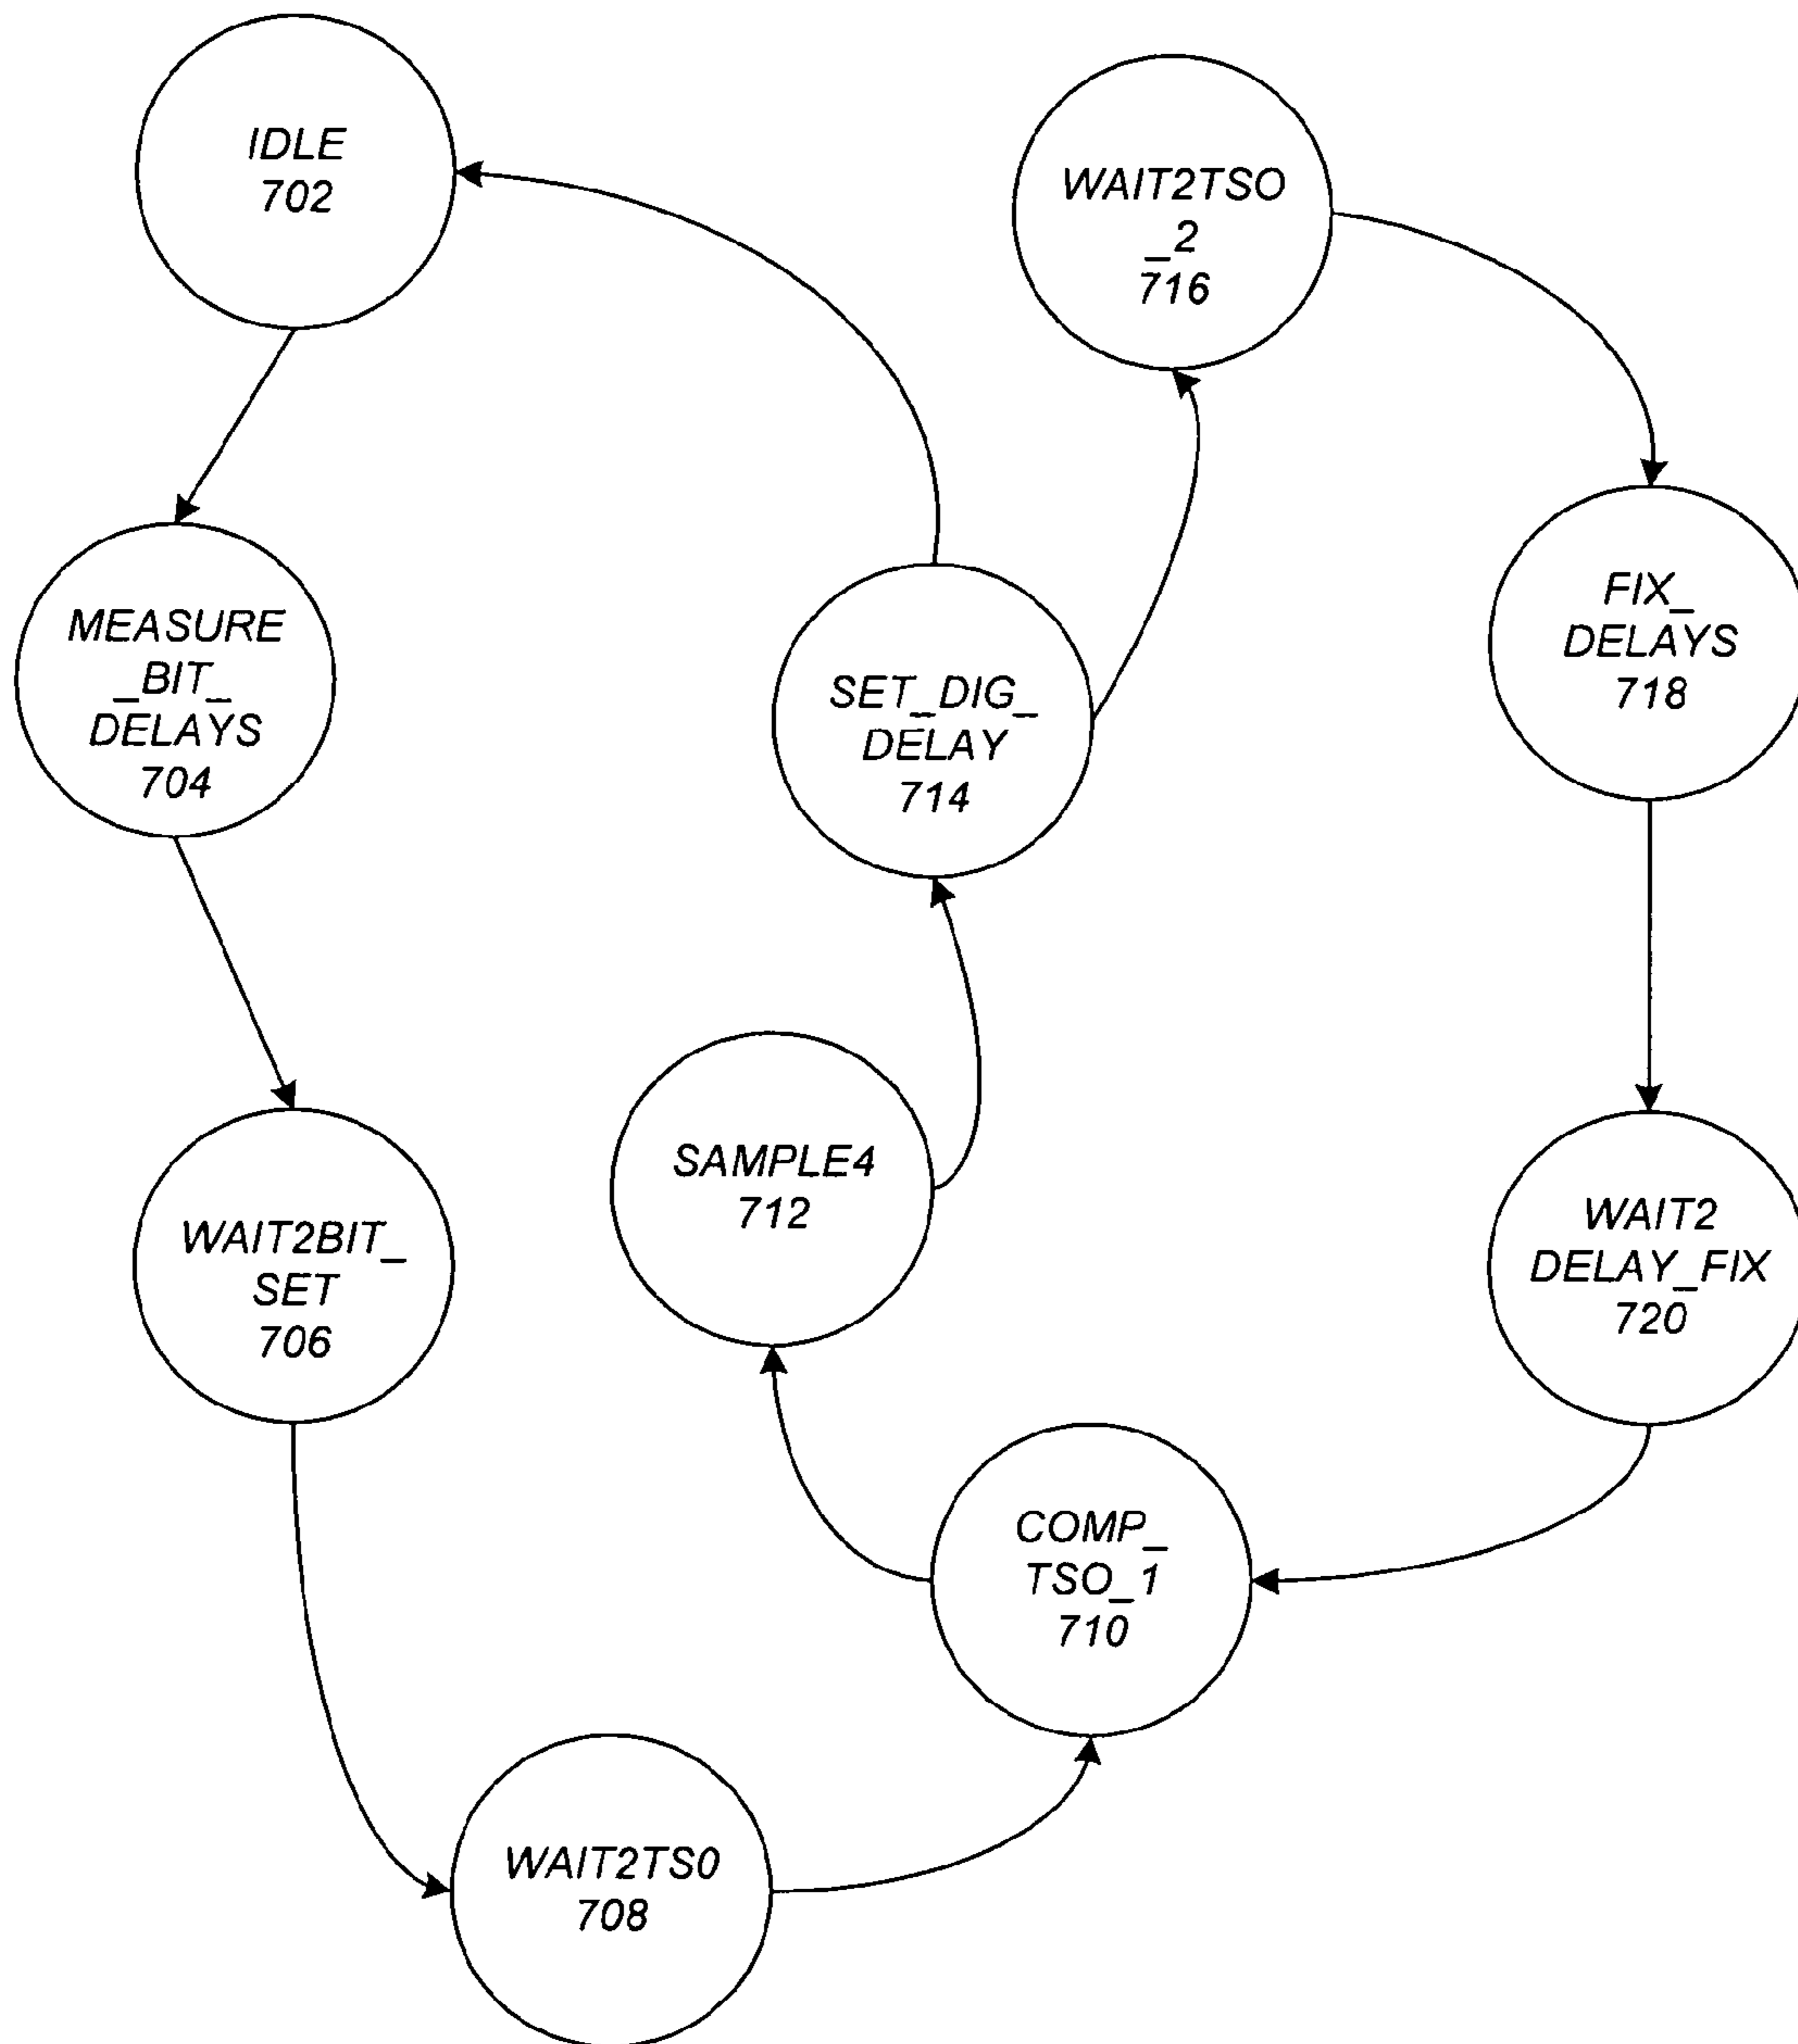 IDLE
702
WAIT2TSO
_2
716
MEASURE
_BIT_
DELAYS
704
SET_DIG_
DELAY
714
FIX_
DELAYS
718
WAIT2BIT_
SET
706
SAMPLE4
712
WAIT2
DELAY_FIX
720
COMP_
TSO_1
710
WAIT2TS0
708